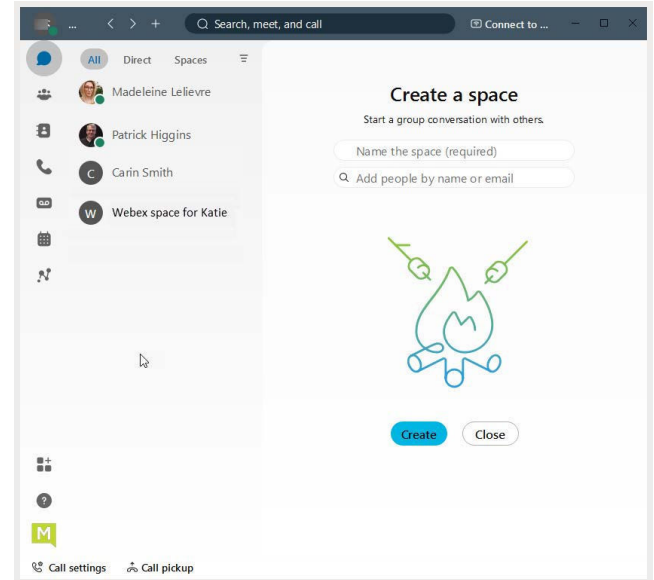 ... Search, meet, and call Connect to ...
All Direct Spaces
Madeleine Lelievre
Patrick Higgins
C Carin Smith
W Webex space for Katie
Create a space
Start a group conversation with others.
Name the space (required)
Add people by name or email
Create Close
M
Call settings Call pickup